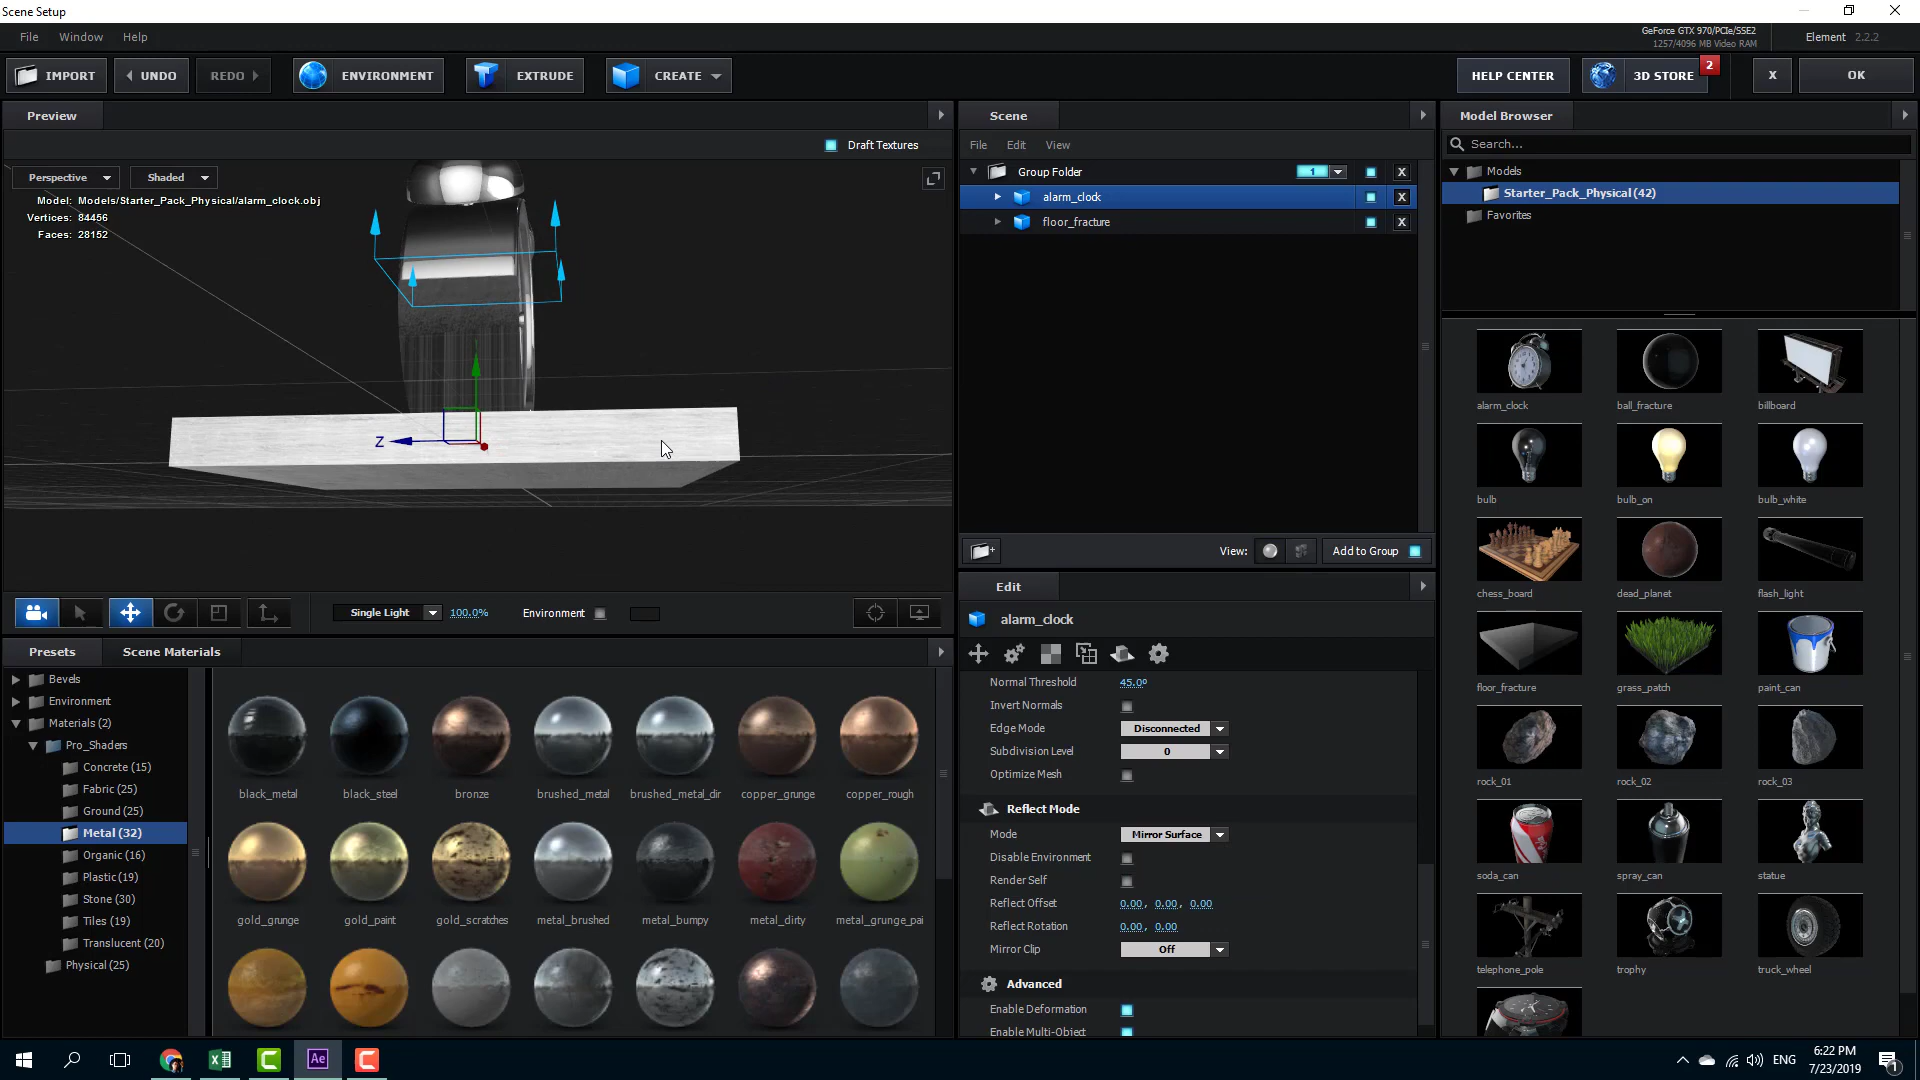 Scene Setup
File Window Help
GeForce GTX 970/PCIe/SSE2
1257/4096 MB Video RAM
Element 2.2.2
IMPORT UNDO REDO ENVIRONMENT EXTRUDE CREATE HELP CENTER 3D STORE 2 X OK
Preview
Draft Textures
Perspective Shaded
Model: Models/Starter_Pack_Physical/alarm_clock.obj
Vertices: 84456
Faces: 28152
Z
Single Light 100.0% Environment
Scene
File Edit View
Group Folder 1 X
alarm_clock X
floor_fracture X
View: Add to Group
Edit
alarm_clock
Normal Threshold 45.0º
Invert Normals
Edge Mode Disconnected
Subdivision Level 0
Optimize Mesh
Reflect Mode
Mode Mirror Surface
Disable Environment
Render Self
Reflect Offset 0.00, 0.00, 0.00
Reflect Rotation 0.00, 0.00
Mirror Clip Off
Advanced
Enable Deformation
Enable Multi-Object
Model Browser
Search...
Models
Starter_Pack_Physical (42)
Favorites
alarm_clock ball_fracture billboard
bulb bulb_on bulb_white
chess_board dead_planet flash_light
floor_fracture grass_patch paint_can
rock_01 rock_02 rock_03
soda_can spray_can statue
telephone_pole trophy truck_wheel
Presets Scene Materials
Bevels
Environment
Materials (2)
Pro_Shaders
Concrete (15)
Fabric (25)
Ground (25)
Metal (32)
Organic (16)
Plastic (19)
Stone (30)
Tiles (19)
Translucent (20)
Physical (25)
black_metal black_steel bronze brushed_metal brushed_metal_dir copper_grunge copper_rough
gold_grunge gold_paint gold_scratches metal_brushed metal_bumpy metal_dirty metal_grunge_pai
Ae
ENG
6:22 PM
7/23/2019
1